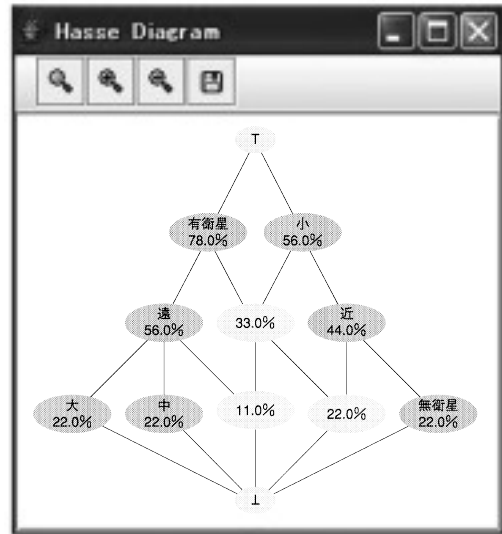 Hasse Diagram
T
有衛星
78.0%
小
56.0%
遠
56.0%
33.0%
近
44.0%
大
22.0%
中
22.0%
11.0%
22.0%
無衛星
22.0%
⊥